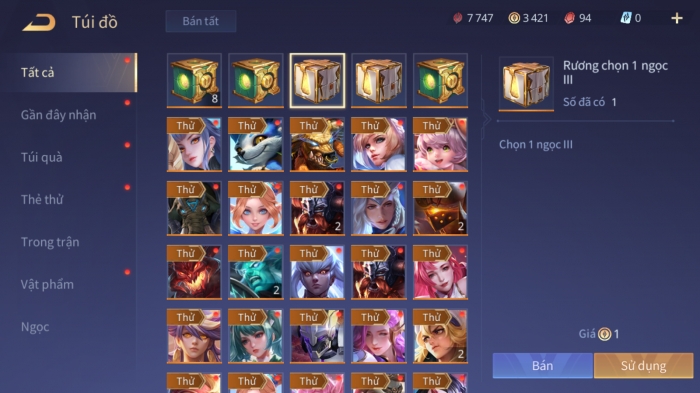 Túi đồ
Bán tất
7 747
3 421
94
0
Tất cả
Gần đây nhận
Túi quà
Thẻ thử
Trong trận
Vật phẩm
Ngọc
8
Thử Thử Thử Thử Thử
Thử Thử Thử Thử Thử
2 2
Thử Thử Thử Thử Thử
2
Thử Thử Thử Thử Thử
2
Thử Thử Thử Thử Thử
Rương chọn 1 ngọc
III
Số đã có 1
Chọn 1 ngọc III
Giá 1
Bán
Sử dụng